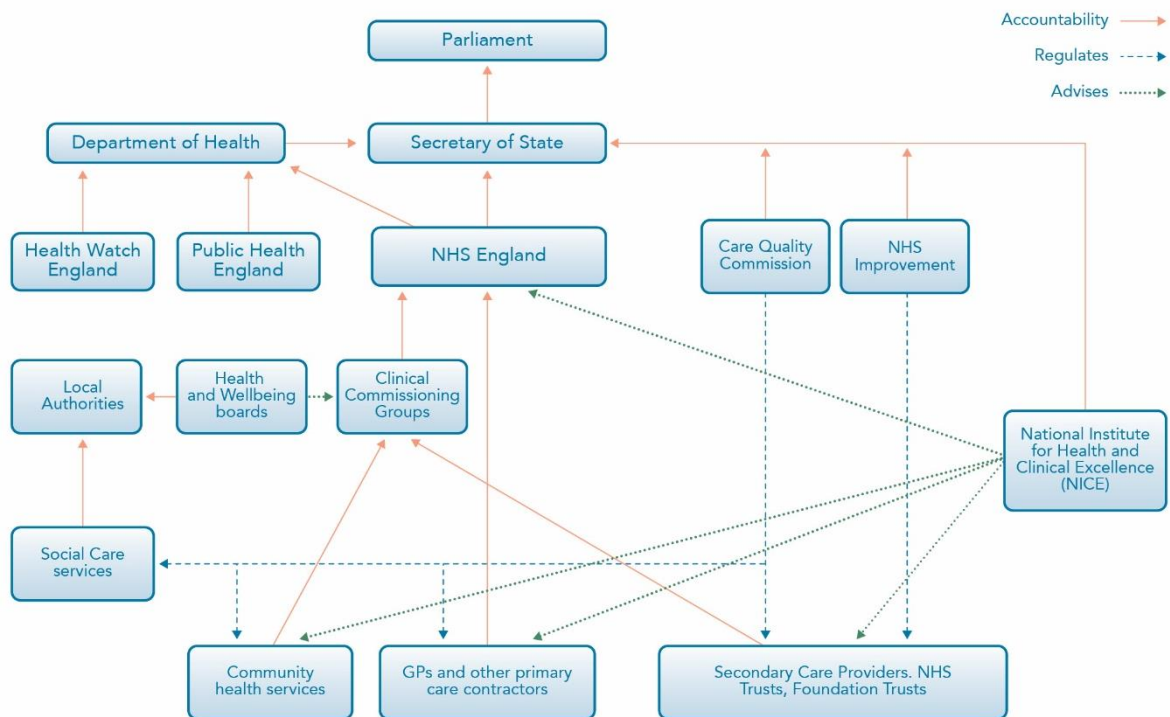 Accountability
Regulates
Advises
Parliament
Department of Health
Secretary of State
Health Watch
England
Public Health
England
NHS England
Care Quality
Commission
NHS
Improvement
Local
Authorities
Health
and Wellbeing
boards
Clinical
Commissioning
Groups
National Institute
for Health and
Clinical Excellence
(NICE)
Social Care
services
Community
health services
GPs and other primary
care contractors
Secondary Care Providers. NHS
Trusts, Foundation Trusts